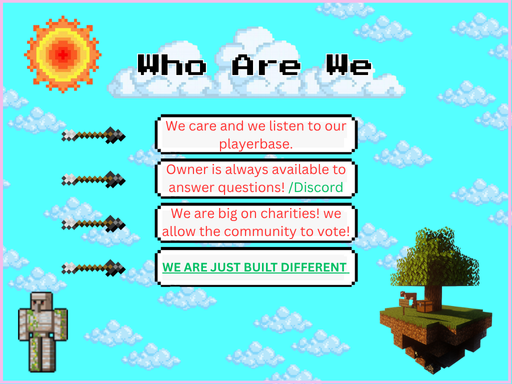 Who Are We
We care and we listen to our
playerbase.
Owner is always available to
answer questions! /Discord
We are big on charities! we
allow the community to vote!
WE ARE JUST BUILT DIFFERENT